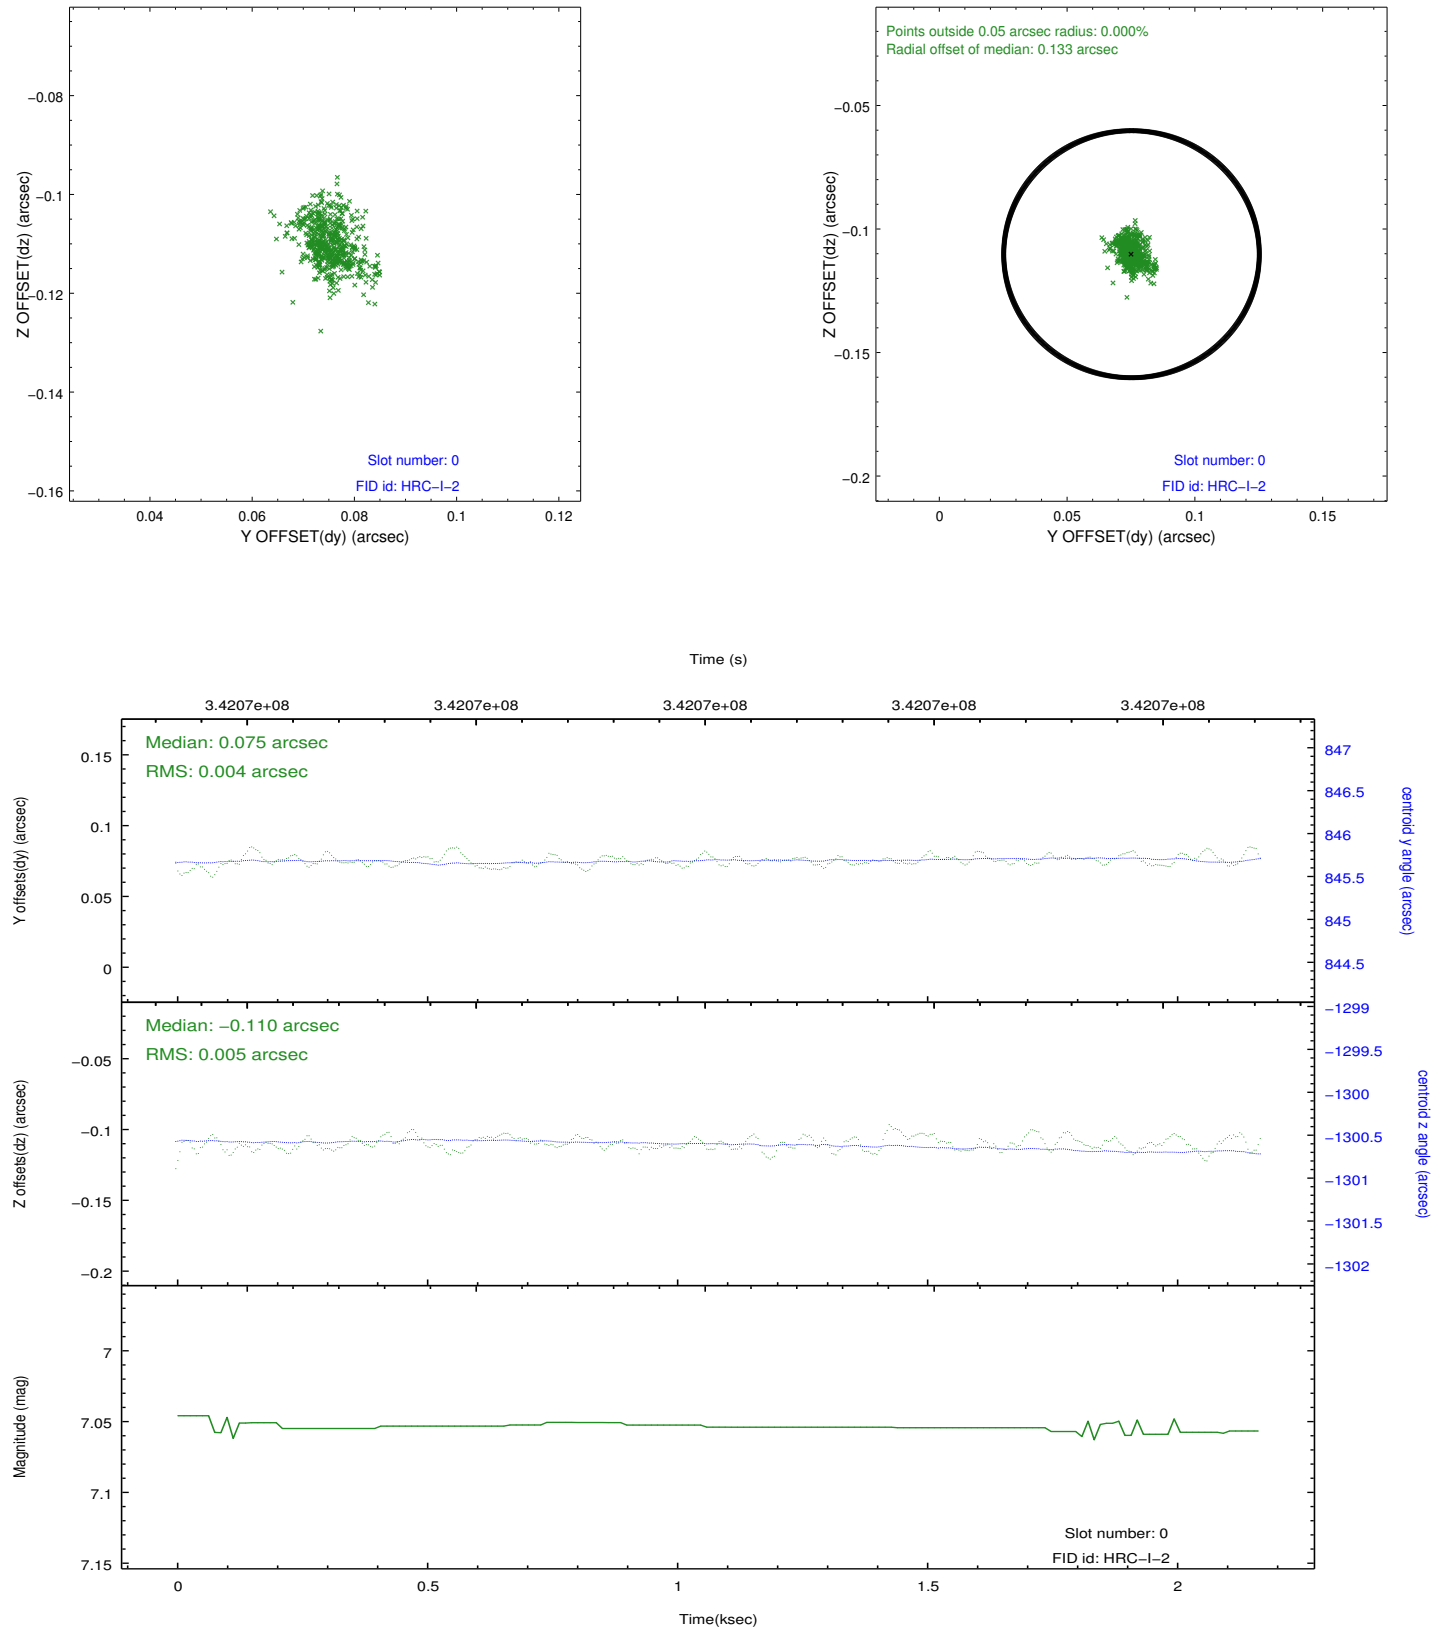 −0.08
−0.1
−0.12
−0.14
−0.16
Z OFFSET(dz) (arcsec)
0.04
0.06
0.08
0.1
0.12
Y OFFSET(dy) (arcsec)
Slot number: 0
FID id: HRC−I−2
Points outside 0.05 arcsec radius: 0.000%
Radial offset of median: 0.133 arcsec
−0.05
−0.1
−0.15
−0.2
Z OFFSET(dz) (arcsec)
0
0.05
0.1
0.15
Y OFFSET(dy) (arcsec)
Slot number: 0
FID id: HRC−I−2
Time (s)
3.4207e+08
3.4207e+08
3.4207e+08
3.4207e+08
3.4207e+08
Median: 0.075 arcsec
RMS: 0.004 arcsec
0.15
0.1
0.05
0
Y offsets(dy) (arcsec)
847
846.5
846
845.5
845
844.5
centroid y angle (arcsec)
Median: −0.110 arcsec
RMS: 0.005 arcsec
−0.05
−0.1
−0.15
−0.2
Z offsets(dz) (arcsec)
−1299
−1299.5
−1300
−1300.5
−1301
−1301.5
−1302
centroid z angle (arcsec)
7
7.05
7.1
7.15
Magnitude (mag)
Slot number: 0
FID id: HRC−I−2
0
0.5
1
1.5
2
Time(ksec)